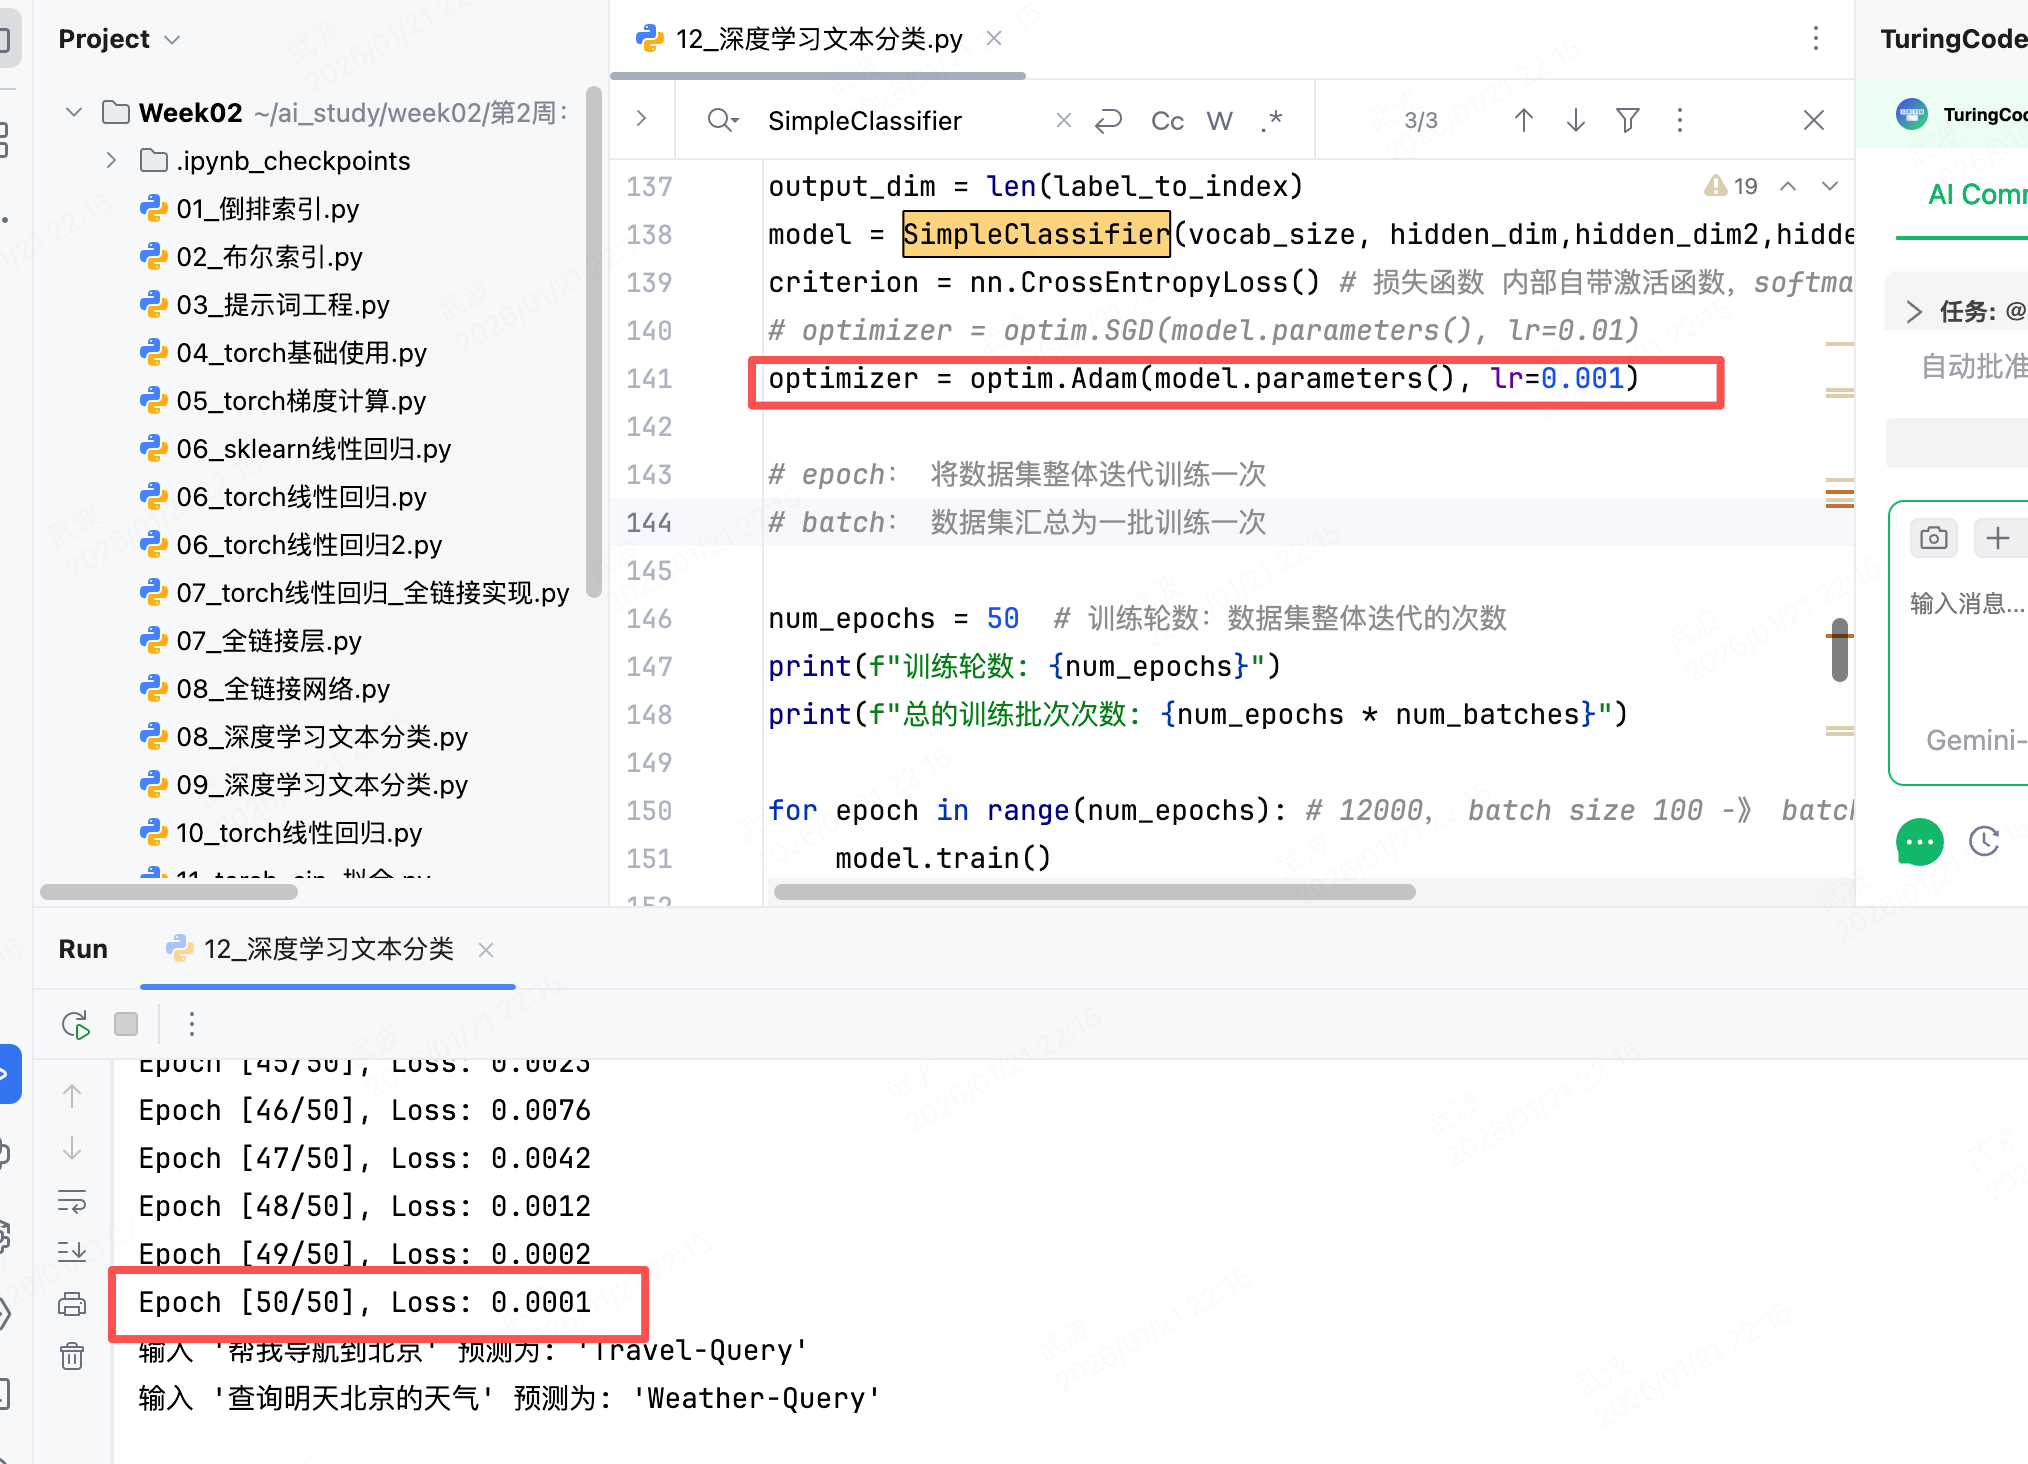 Project
Week02 ~/ai_study/week02/第2周:
.ipynb_checkpoints
01_倒排索引.py
02_布尔索引.py
03_提示词工程.py
04_torch基础使用.py
05_torch梯度计算.py
06_sklearn线性回归.py
06_torch线性回归.py
06_torch线性回归2.py
07_torch线性回归_全链接实现.py
07_全链接层.py
08_全链接网络.py
08_深度学习文本分类.py
09_深度学习文本分类.py
10_torch线性回归.py
12_深度学习文本分类.py
SimpleClassifier
Cc W .*
3/3
19
137 output_dim = len(label_to_index)
138 model = SimpleClassifier(vocab_size, hidden_dim,hidden_dim2,hidde
139 criterion = nn.CrossEntropyLoss() # 损失函数 内部自带激活函数，softma
140 # optimizer = optim.SGD(model.parameters(), lr=0.01)
141 optimizer = optim.Adam(model.parameters(), lr=0.001)
142
143 # epoch： 将数据集整体迭代训练一次
144 # batch： 数据集汇总为一批训练一次
145
146 num_epochs = 50 # 训练轮数：数据集整体迭代的次数
147 print(f"训练轮数: {num_epochs}")
148 print(f"总的训练批次次数: {num_epochs * num_batches}")
149
150 for epoch in range(num_epochs): # 12000， batch size 100 -》 batch
151 model.train()
152
TuringCode
TuringCo
AI Com
任务: @
自动批准
输入消息...
Gemini-
Run
12_深度学习文本分类
Epoch [45/50], Loss: 0.0023
Epoch [46/50], Loss: 0.0076
Epoch [47/50], Loss: 0.0042
Epoch [48/50], Loss: 0.0012
Epoch [49/50], Loss: 0.0002
Epoch [50/50], Loss: 0.0001
输入 '帮我导航到北京' 预测为: 'Travel-Query'
输入 '查询明天北京的天气' 预测为: 'Weather-Query'
武波
2026/01/21 22:15